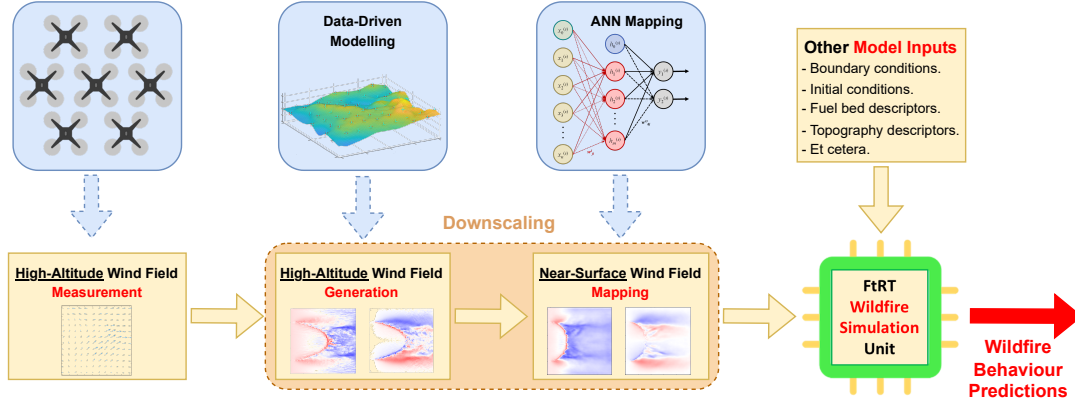 Data-Driven
Modelling
ANN Mapping
Other Model Inputs
- Boundary conditions.
- Initial conditions.
- Fuel bed descriptors.
- Topography descriptors.
- Et cetera.
Downscaling
High-Altitude Wind Field
Measurement
High-Altitude Wind Field
Generation
Near-Surface Wind Field
Mapping
FtRT
Wildfire
Simulation
Unit
Wildfire
Behaviour
Predictions